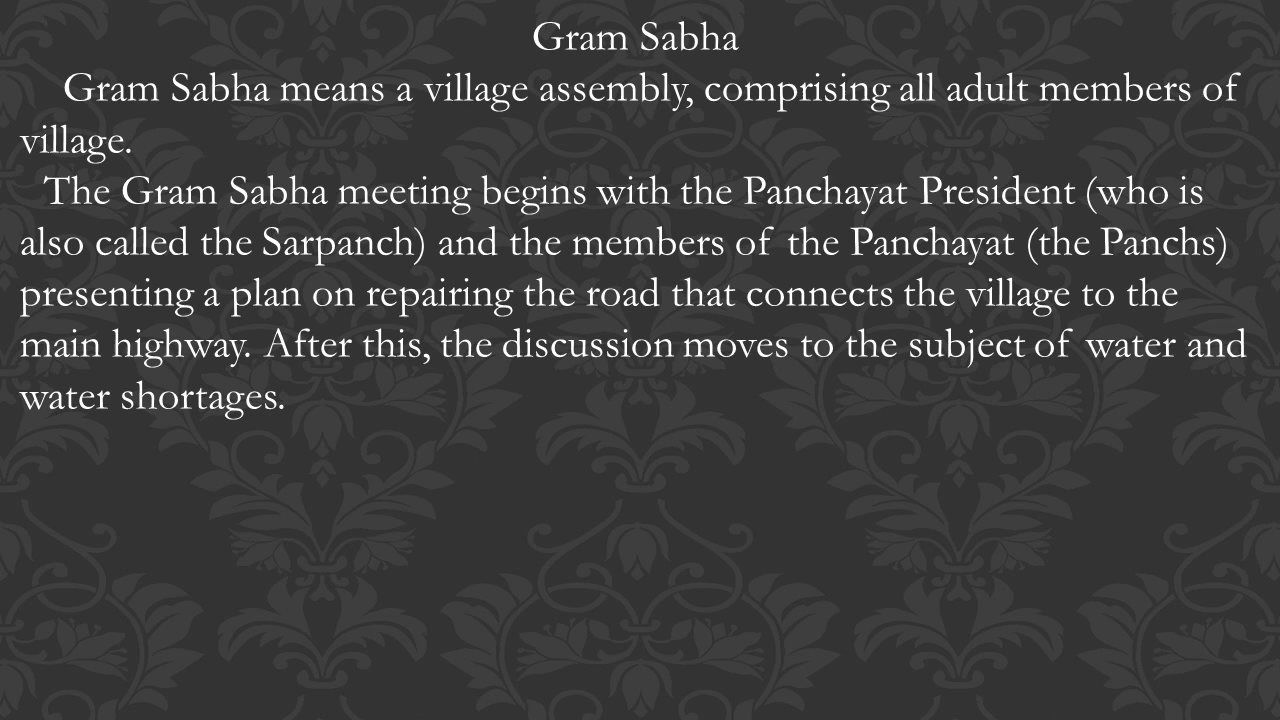 Gram Sabha
Gram Sabha means a village assembly, comprising all adult members of
village.
The Gram Sabha meeting begins with the Panchayat President (who is
also called the Sarpanch) and the members of the Panchayat (the Panchs)
presenting a plan on repairing the road that connects the village to the
main highway. After this, the discussion moves to the subject of water and
water shortages.